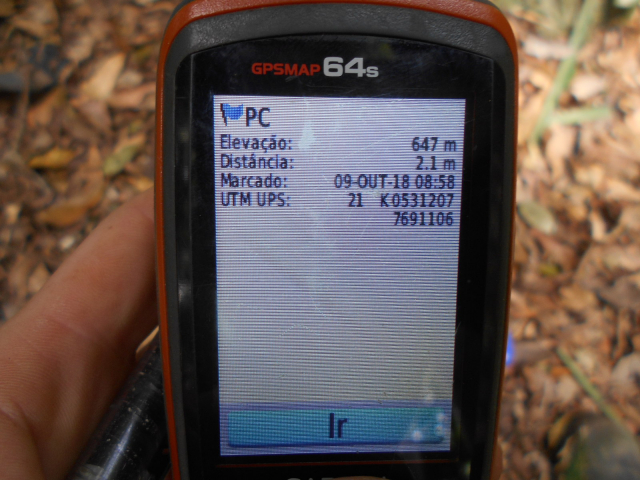 GPSMAP 64s
PC
Elevação: 647 m
Distância: 2.1 m
Marcado: 09-OUT-18 08:58
UTM UPS: 21 K 0531207
7691106
Ir